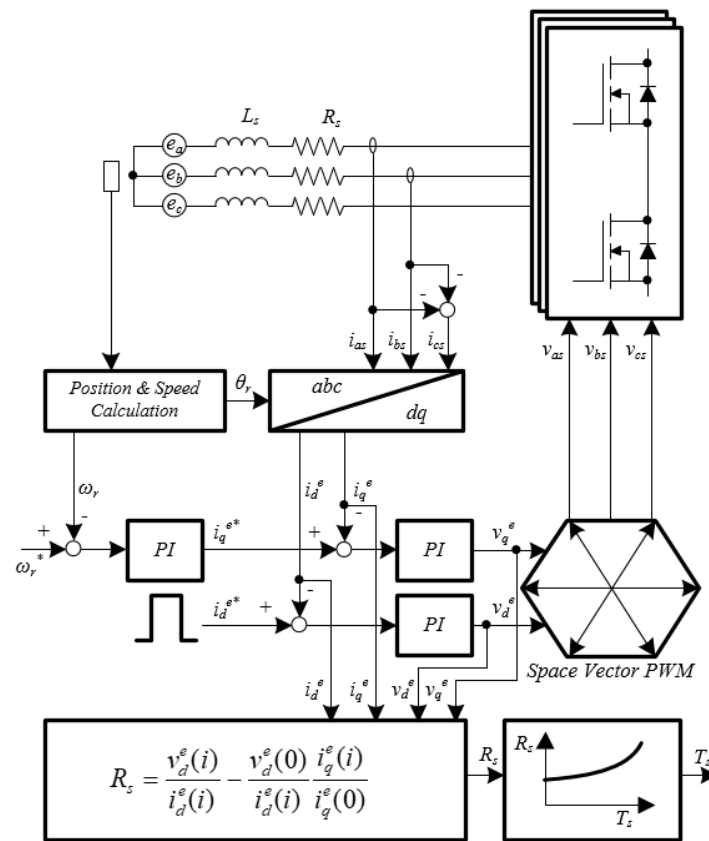 L_s R_s
e_a
e_b
e_c
- -
i_as i_bs i_cs
v_as v_bs v_cs
Position & Speed
Calculation
θ_r
abc
dq
ω_r
i_d^e i_q^e
+ -
ω_r^*
PI
i_q^e*
+ -
PI
v_q^e
i_d^e*
+ -
PI
v_d^e
Space Vector PWM
i_d^e i_q^e v_d^e v_q^e
R_s = v_d^e(i)/i_d^e(i) - v_d^e(0)/i_d^e(i) i_q^e(i)/i_q^e(0)
R_s
R_s
T_s
T_s